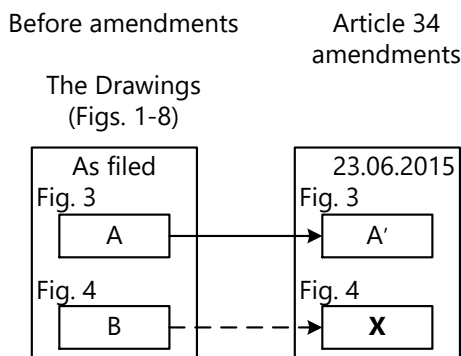 Before amendments
Article 34
amendments
The Drawings
(Figs. 1-8)
As filed
23.06.2015
Fig. 3
Fig. 3
A
A′
Fig. 4
Fig. 4
B
X